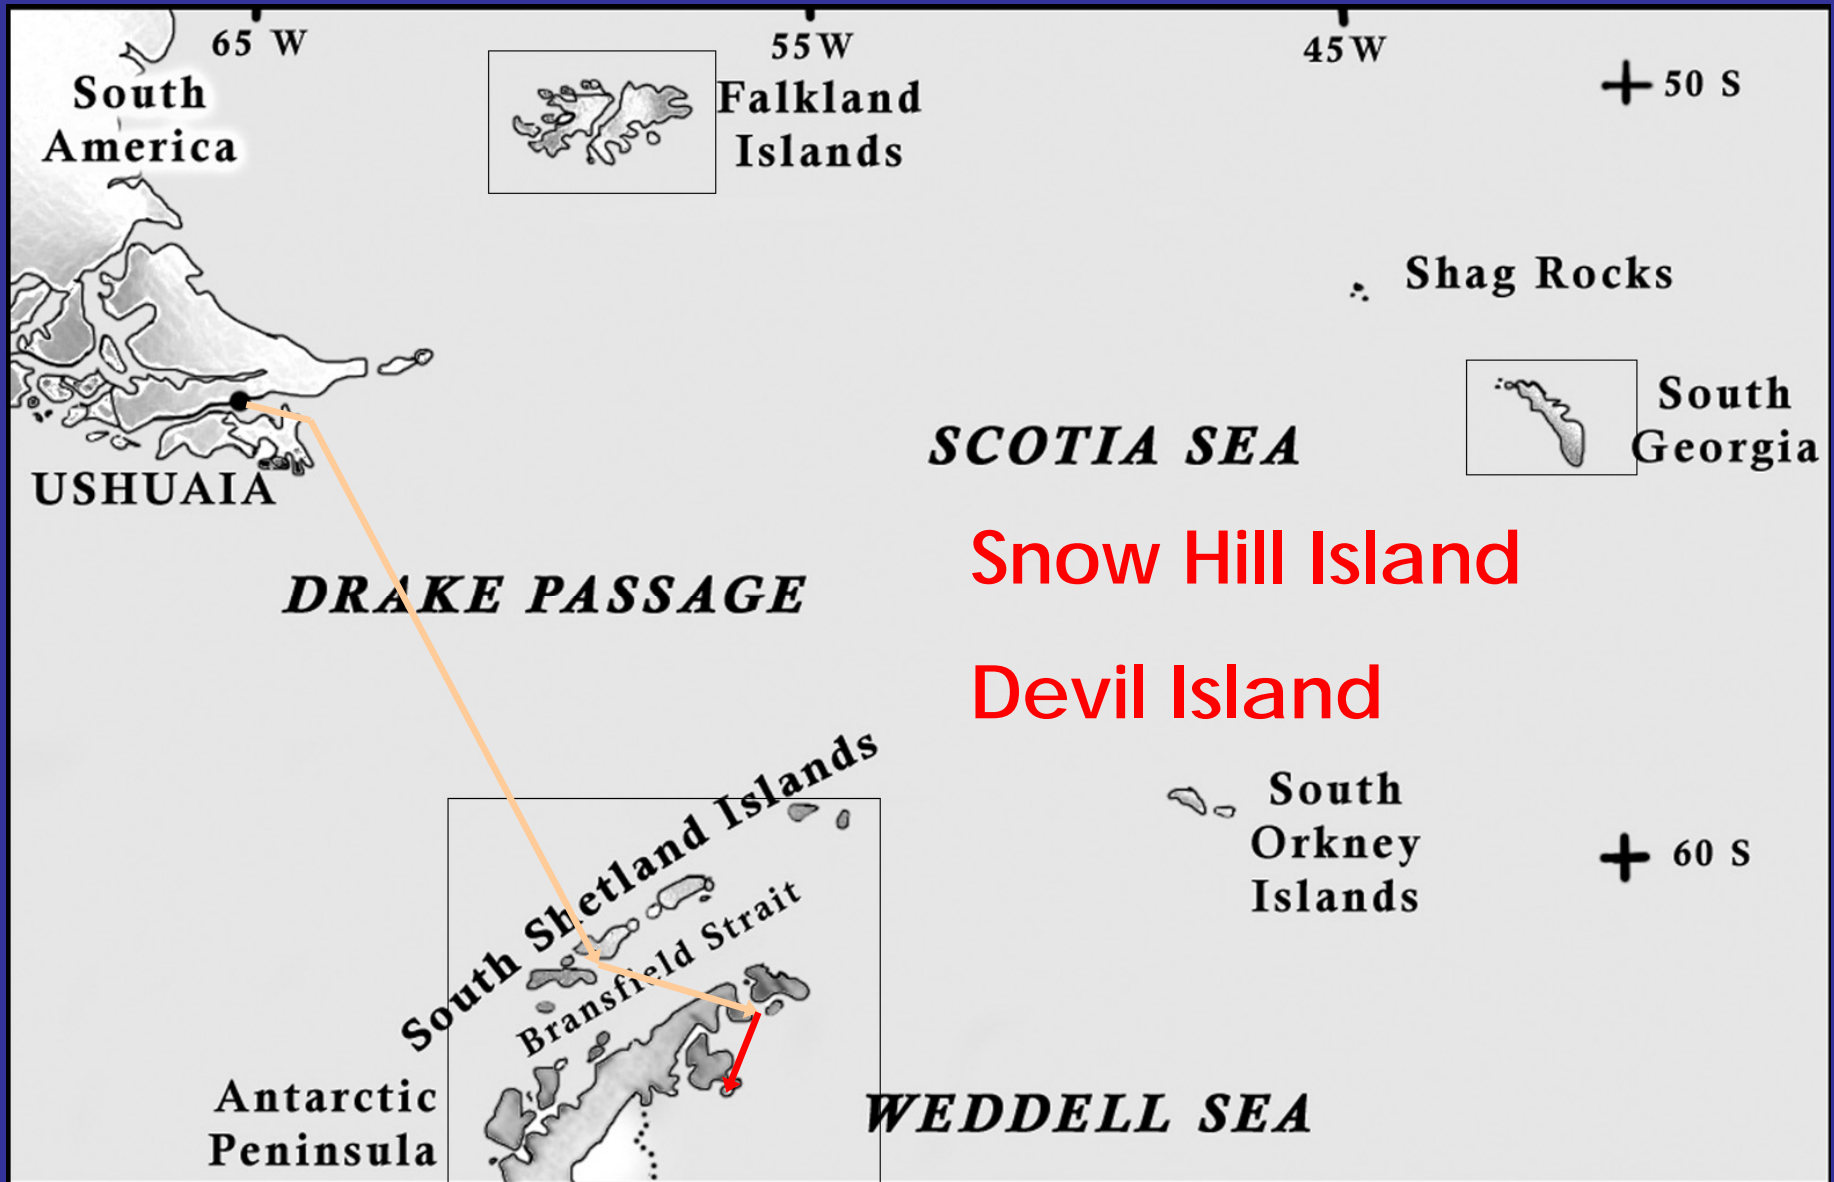 65 W
55W
45W
50 S
South
America
Falkland
Islands
Shag Rocks
South
Georgia
SCOTIA SEA
USHUAIA
Snow Hill Island
DRAKE PASSAGE
Devil Island
South Shetland Islands
South
Orkney
Islands
60 S
Bransfield Strait
Antarctic
Peninsula
WEDDELL SEA